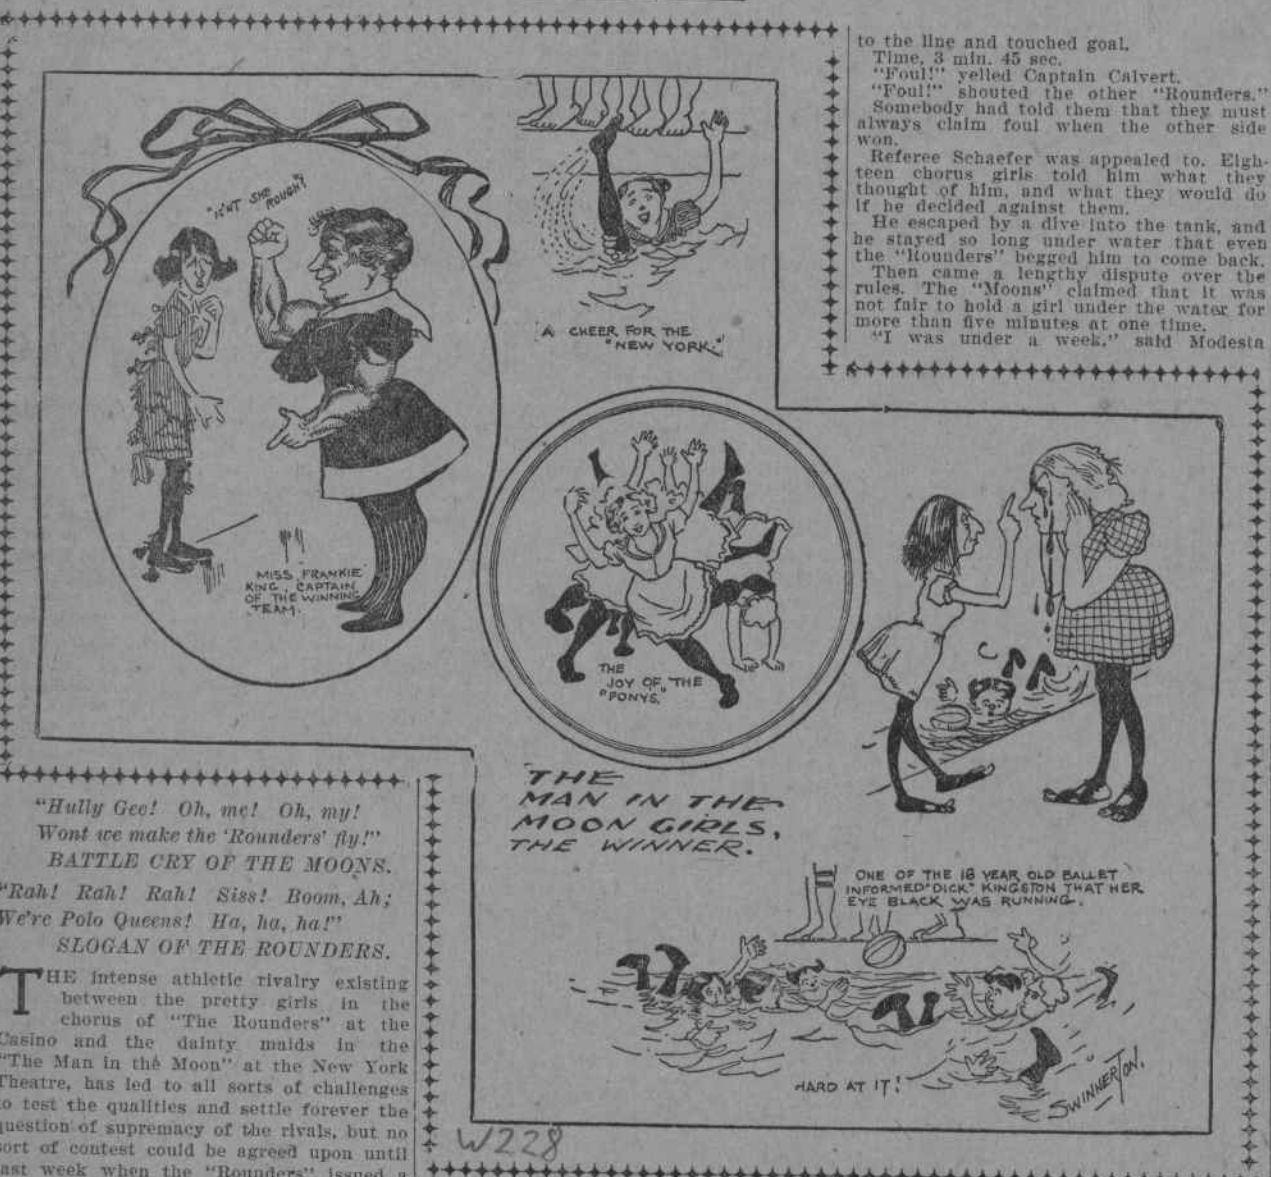 "IS'NT SHE
ROUGH"?
MISS FRANKIE
KING, CAPTAIN
OF THE WINNING
TEAM.
A CHEER FOR THE
"NEW YORK."
THE
JOY OF THE
"PONYS."
THE
MAN IN THE
MOON GIRLS,
THE WINNER.
ONE OF THE 16 YEAR OLD BALLET
INFORMED "DICK" KINGSTON THAT HER
EYE BLACK WAS RUNNING.
HARD AT IT!
SWINNERTON.
W228
"Hully Gee! Oh, me! Oh, my!
Wont we make the 'Rounders' fly!"
BATTLE CRY OF THE MOONS.
"Rah! Rah! Rah! Siss! Boom, Ah;
We're Polo Queens! Ha, ha, ha!"
SLOGAN OF THE ROUNDERS.
THE intense athletic rivalry existing
between the pretty girls in the
chorus of "The Rounders" at the
Casino and the dainty maids in the
"The Man in the Moon" at the New York
Theatre, has led to all sorts of challenges
to test the qualities and settle forever the
question of supremacy of the rivals, but no
sort of contest could be agreed upon until
last week when the "Rounders" issued a
to the line and touched goal.
Time, 3 min. 45 sec.
"Foul!" yelled Captain Calvert.
"Foul!" shouted the other "Rounders."
Somebody had told them that they must
always claim foul when the other side
won.
Referee Schaefer was appealed to. Eigh-
teen chorus girls told him what they
thought of him, and what they would do
if he decided against them.
He escaped by a dive into the tank, and
he stayed so long under water that even
the "Rounders" begged him to come back.
Then came a lengthy dispute over the
rules. The "Moons" claimed that it was
not fair to hold a girl under the water for
more than five minutes at one time.
"I was under a week," said Modesta